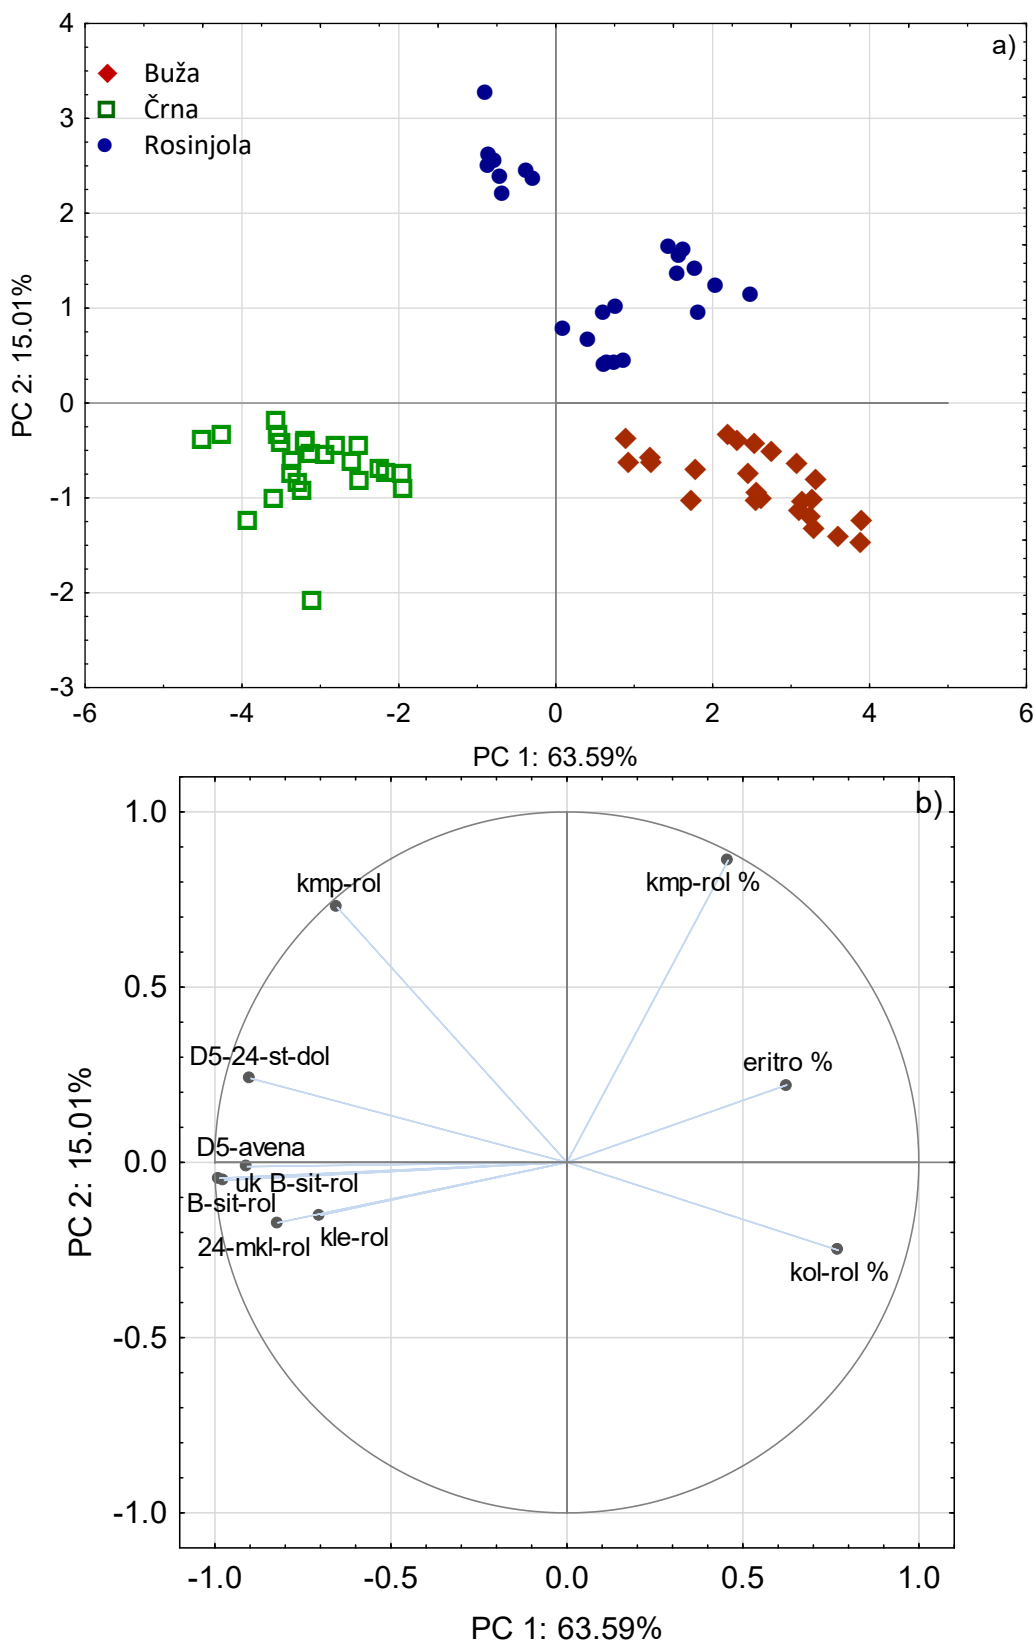 4
a)
Buža
3
Črna
Rosinjola
2
1
0
-1
-2
-3
PC 2: 15.01%
-6 -4 -2 0 2 4 6
PC 1: 63.59%
b)
1.0
kmp-rol %
kmp-rol
0.5
D5-24-st-dol
eritro %
D5-avena
0.0
uk B-sit-rol
B-sit-rol
kle-rol
24-mkl-rol
kol-rol %
-0.5
-1.0
PC 2: 15.01%
-1.0 -0.5 0.0 0.5 1.0
PC 1: 63.59%